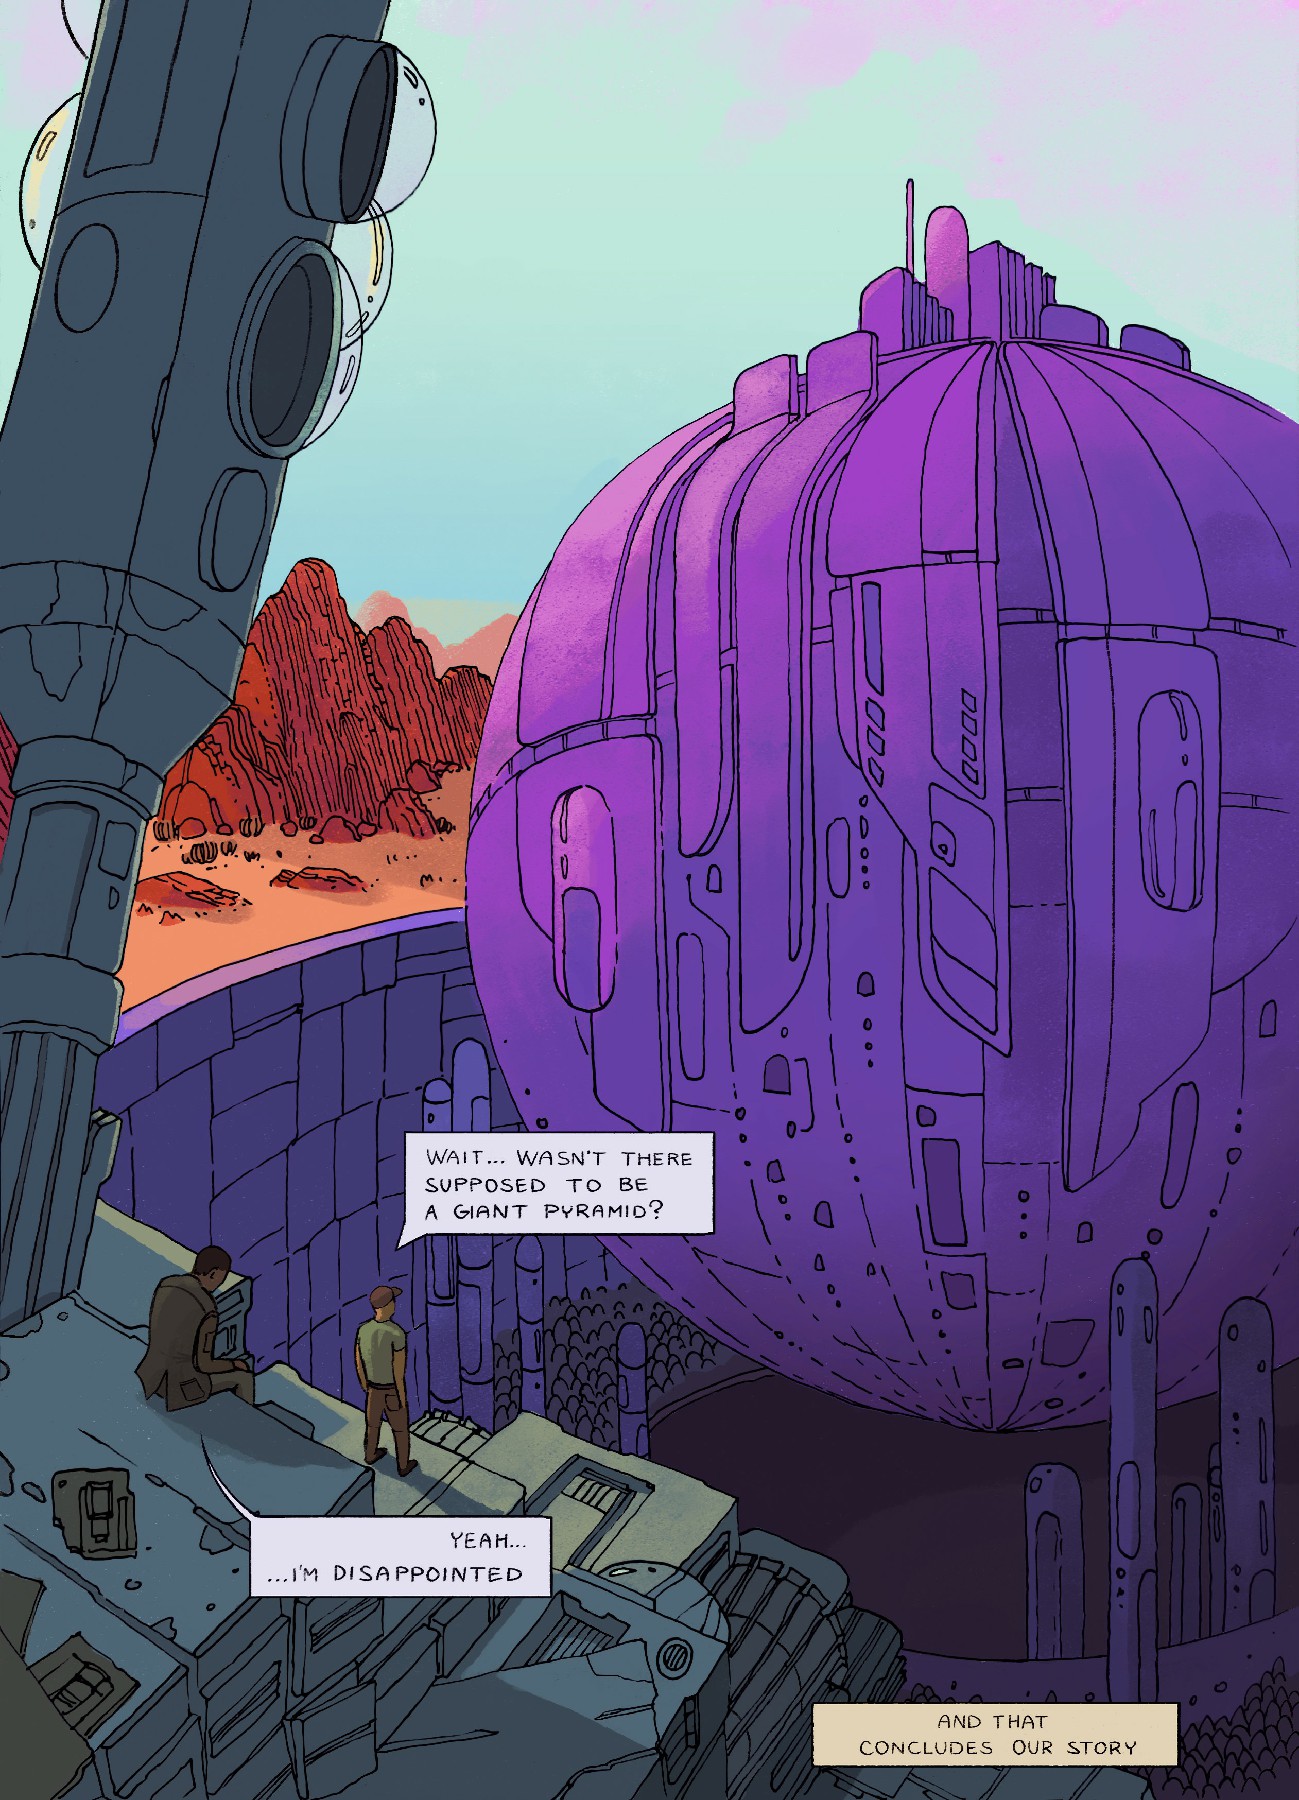 WAIT... WASN'T THERE
SUPPOSED TO BE
A GIANT PYRAMID?
YEAH...
...I'M DISAPPOINTED
AND THAT
CONCLUDES OUR STORY